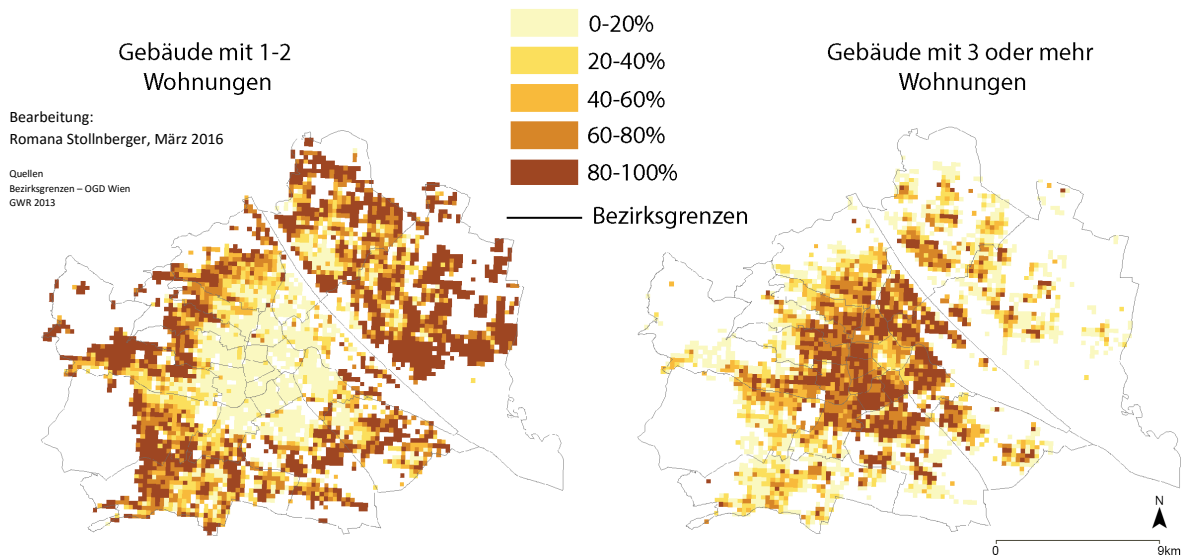 Gebäude mit 1-2
Wohnungen
Bearbeitung:
Romana Stollnberger, März 2016
Quellen
Bezirksgrenzen – OGD Wien
GWR 2013
0-20%
20-40%
40-60%
60-80%
80-100%
Bezirksgrenzen
Gebäude mit 3 oder mehr
Wohnungen
N
0 9km